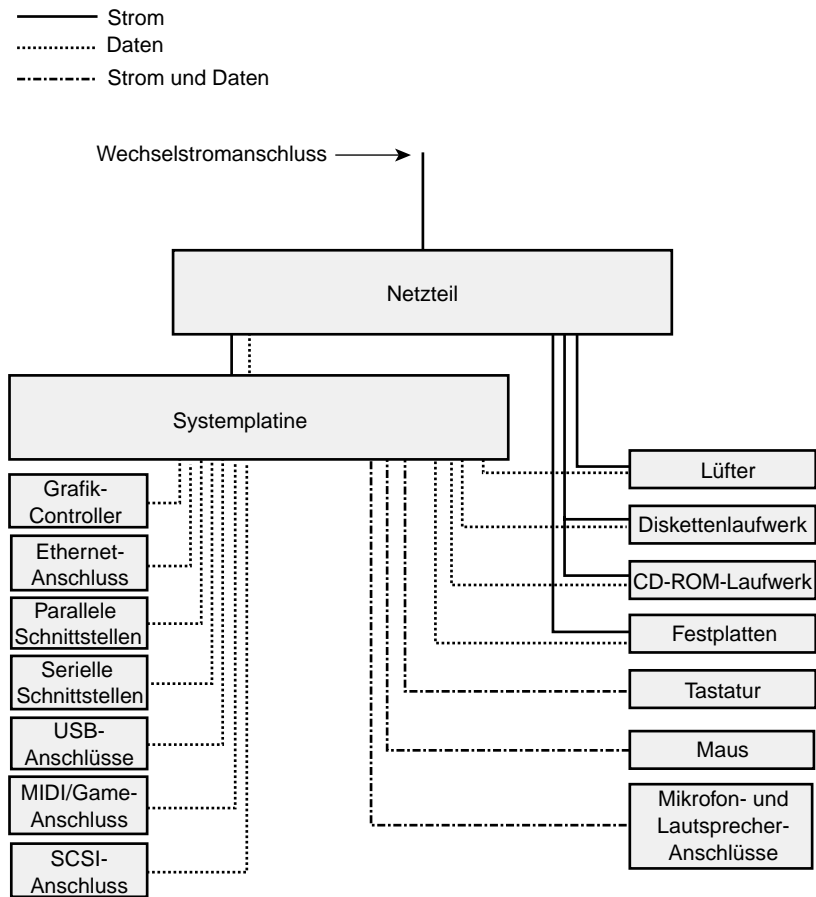 Strom
Daten
Strom und Daten
Wechselstromanschluss
Netzteil
Systemplatine
Grafik-
Controller
Ethernet-
Anschluss
Parallele
Schnittstellen
Serielle
Schnittstellen
USB-
Anschlüsse
MIDI/Game-
Anschluss
SCSI-
Anschluss
Lüfter
Diskettenlaufwerk
CD-ROM-Laufwerk
Festplatten
Tastatur
Maus
Mikrofon- und
Lautsprecher-
Anschlüsse